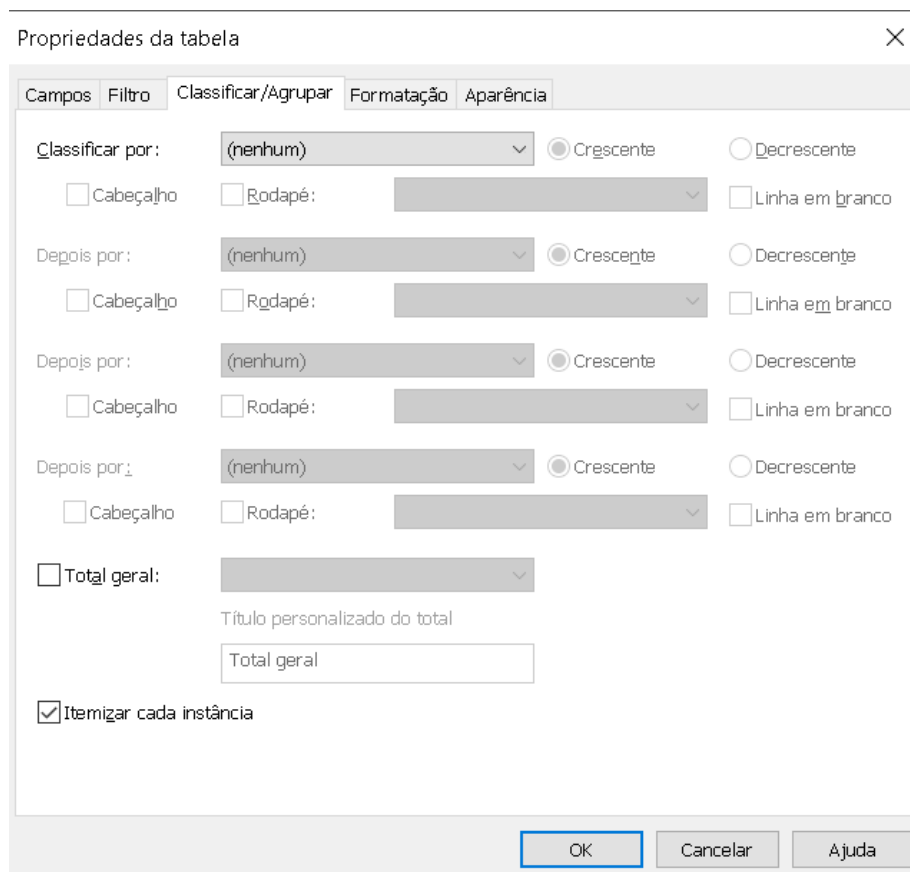 Propriedades da tabela
Campos Filtro Classificar/Agrupar Formatação Aparência
Classificar por: (nenhum) Crescente Decrescente
Cabeçalho Rodapé: Linha em branco
Depois por: (nenhum) Crescente Decrescente
Cabeçalho Rodapé: Linha em branco
Depois por: (nenhum) Crescente Decrescente
Cabeçalho Rodapé: Linha em branco
Depois por: (nenhum) Crescente Decrescente
Cabeçalho Rodapé: Linha em branco
Total geral:
Título personalizado do total
Total geral
Itemizar cada instância
OK Cancelar Ajuda